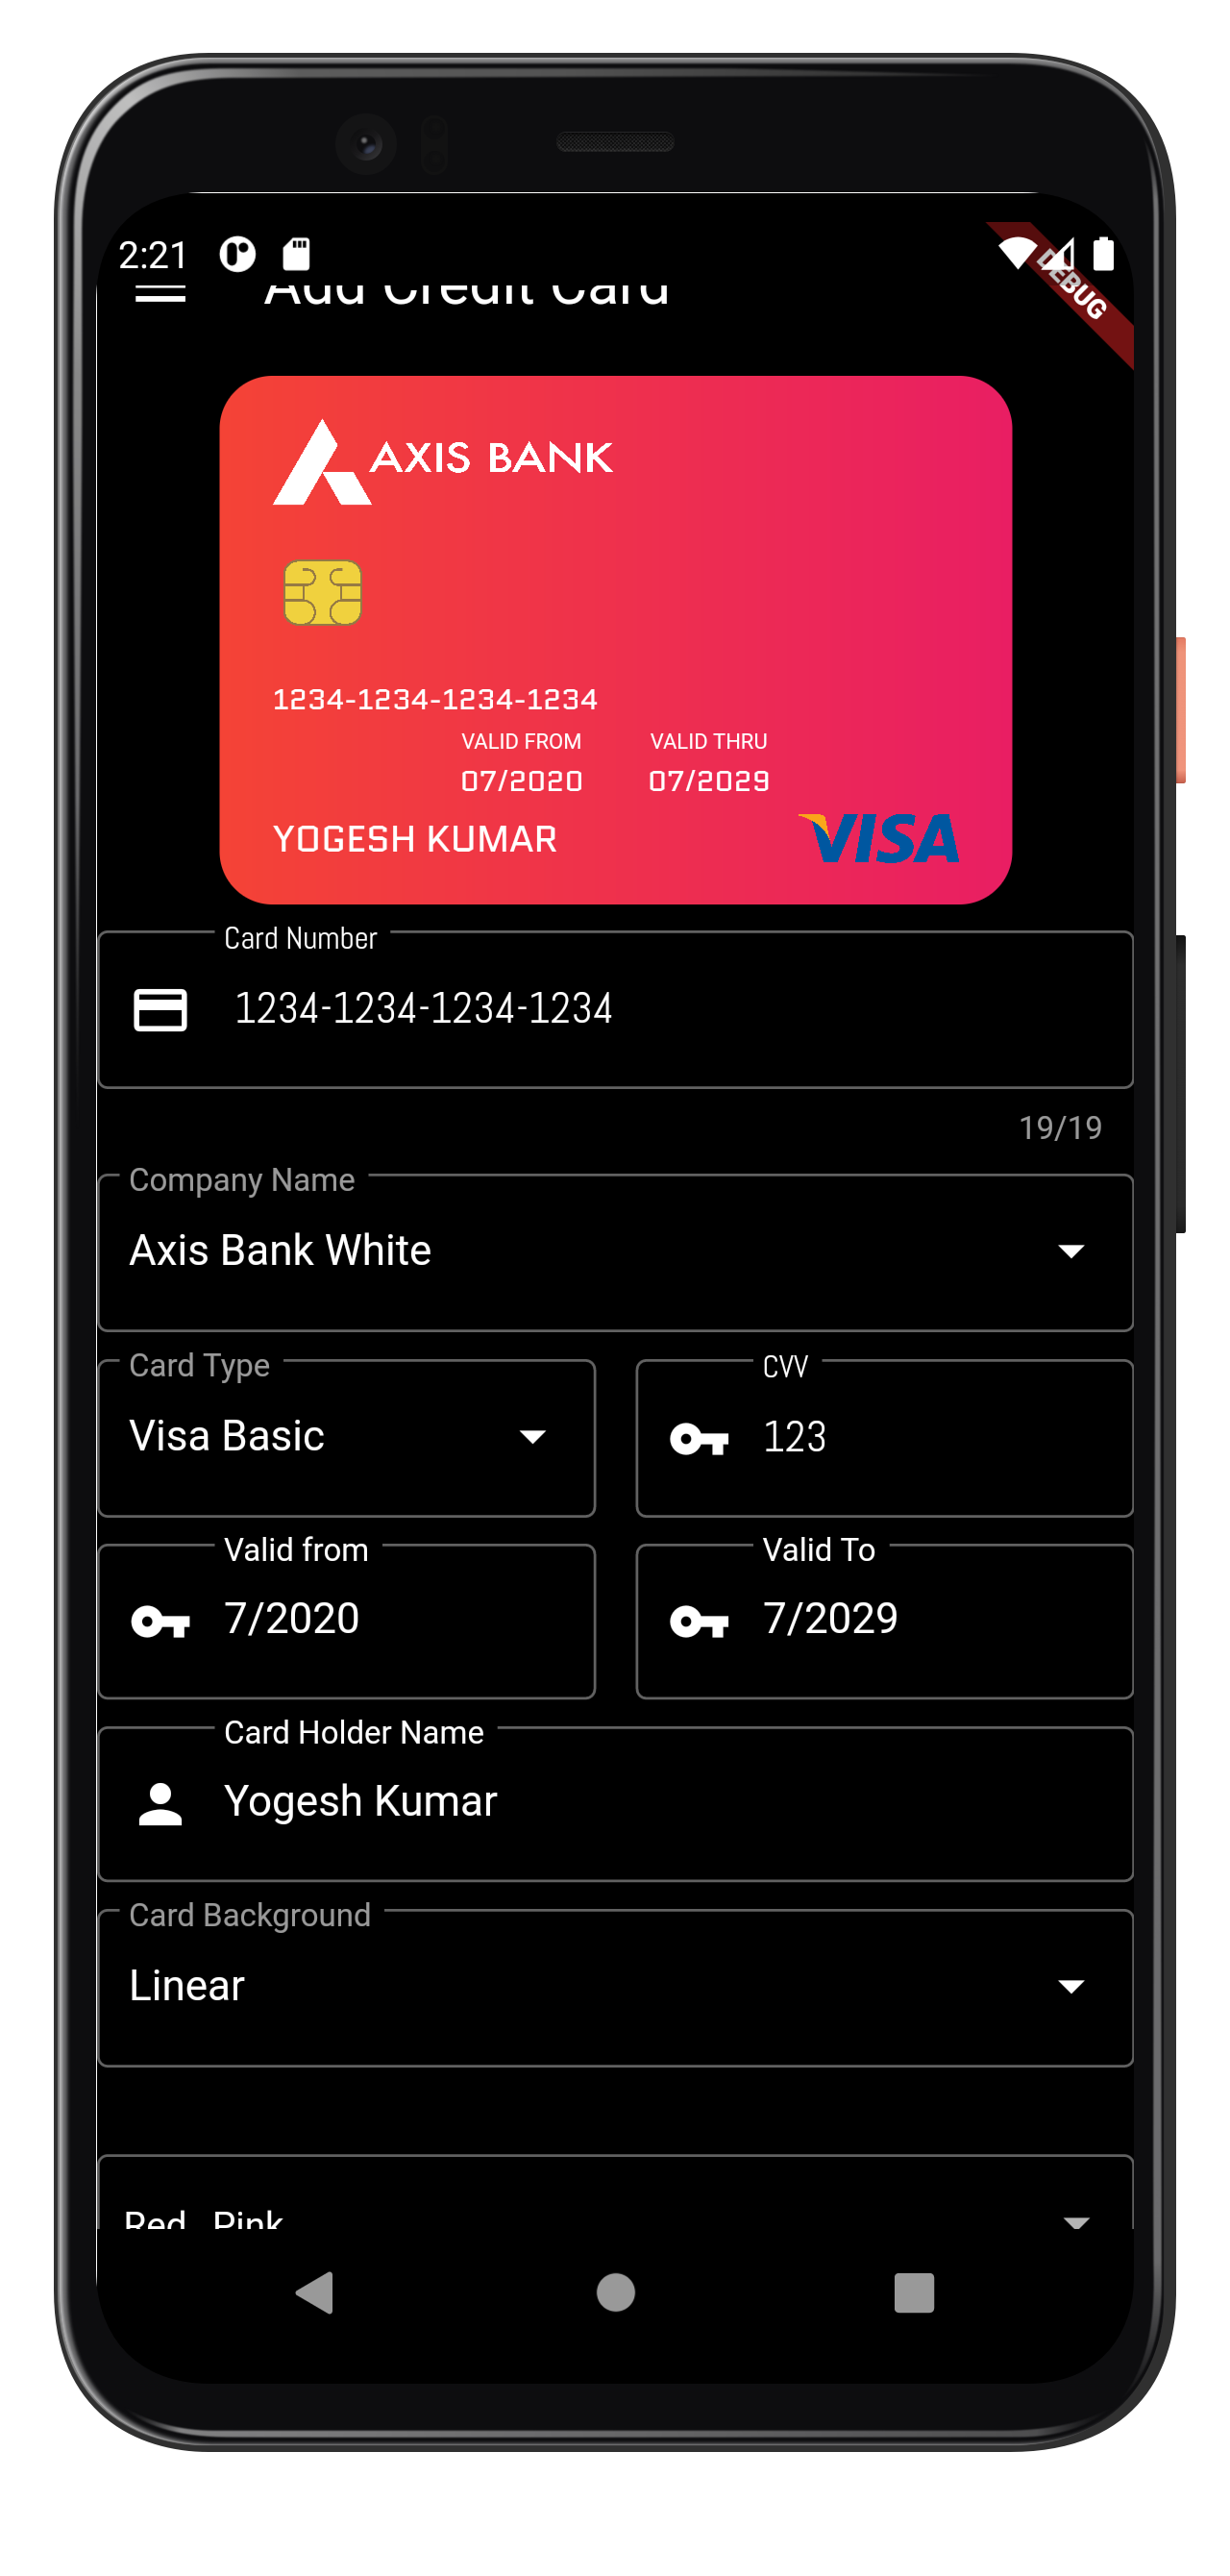 2:21
DEBUG
Add Credit Card
AXIS BANK
1234-1234-1234-1234
VALID FROM VALID THRU
07/2020 07/2029
YOGESH KUMAR VISA
Card Number
1234-1234-1234-1234
19/19
Company Name
Axis Bank White
Card Type CVV
Visa Basic 123
Valid from Valid To
7/2020 7/2029
Card Holder Name
Yogesh Kumar
Card Background
Linear
Red Pink